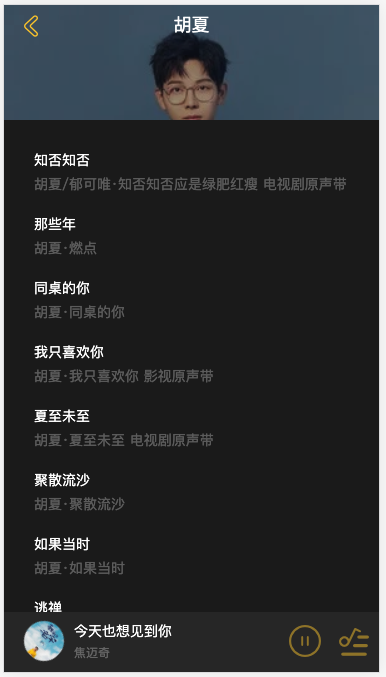 胡夏
知否知否
胡夏/郁可唯·知否知否应是绿肥红瘦 电视剧原声带
那些年
胡夏·燃点
同桌的你
胡夏·同桌的你
我只喜欢你
胡夏·我只喜欢你 影视原声带
夏至未至
胡夏·夏至未至 电视剧原声带
聚散流沙
胡夏·聚散流沙
如果当时
胡夏·如果当时
逃禅
今天也想见到你
焦迈奇